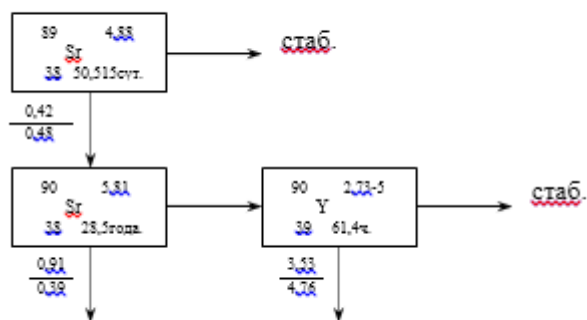 89 4,88
Sr
38 50,515сут.
стаб.
0,42
0,48
90 5,81
Sr
38 28,5года.
90 2,73-5
Y
39 61,4ч.
стаб.
0,91
0,39
3,53
4,76